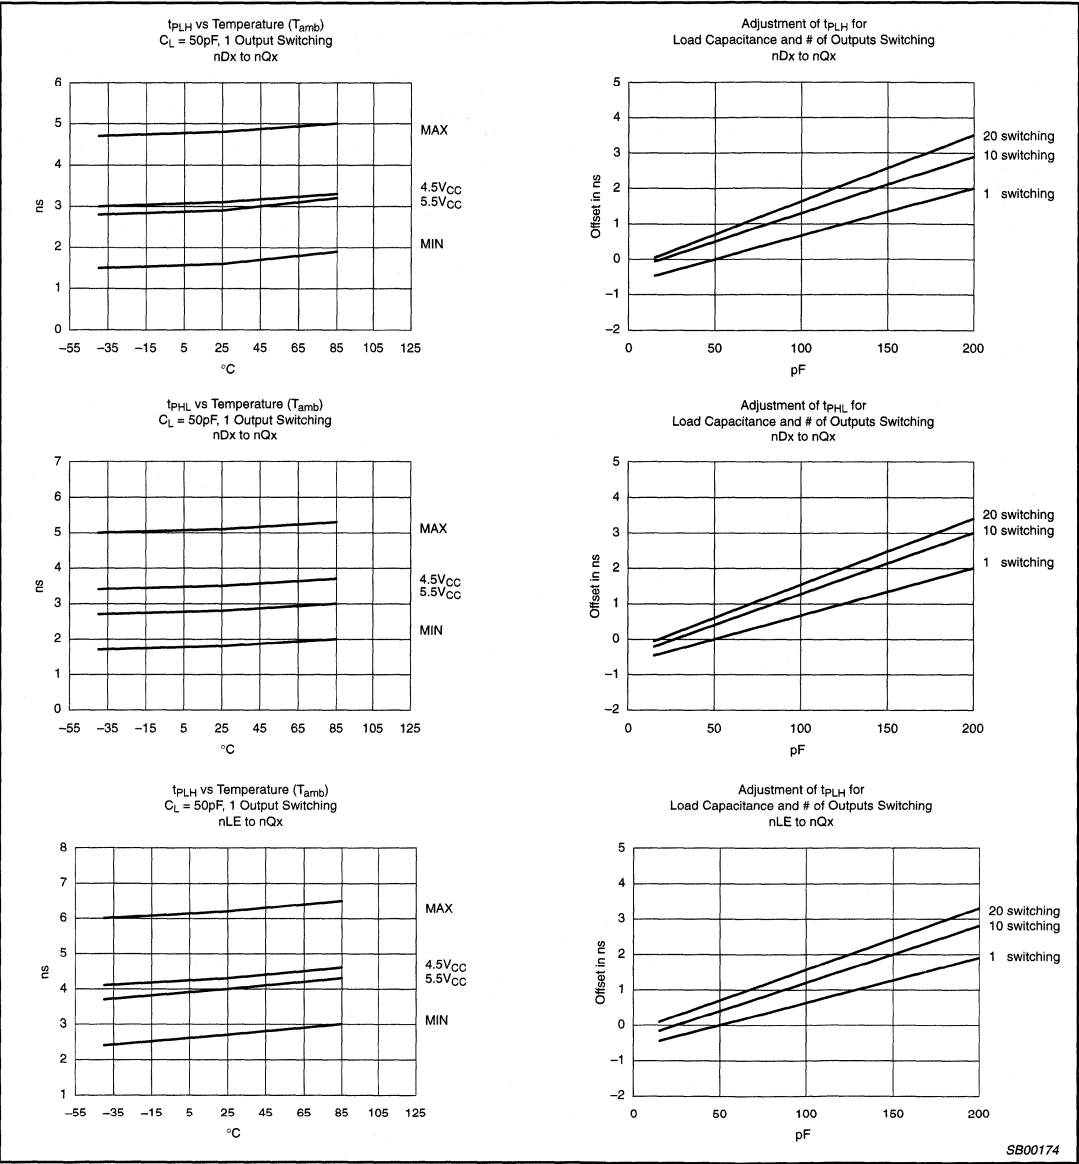 tPLH vs Temperature (Tamb)
CL = 50pF, 1 Output Switching
nDx to nQx
6
5
4
3
2
1
0
ns
MAX
4.5VCC
5.5VCC
MIN
–55 –35 –15 5 25 45 65 85 105 125
°C
Adjustment of tPLH for
Load Capacitance and # of Outputs Switching
nDx to nQx
5
4
3
2
1
0
–1
–2
Offset in ns
20 switching
10 switching
1 switching
0 50 100 150 200
pF
tPHL vs Temperature (Tamb)
CL = 50pF, 1 Output Switching
nDx to nQx
7
6
5
4
3
2
1
0
ns
MAX
4.5VCC
5.5VCC
MIN
–55 –35 –15 5 25 45 65 85 105 125
°C
Adjustment of tPHL for
Load Capacitance and # of Outputs Switching
nDx to nQx
5
4
3
2
1
0
–1
–2
Offset in ns
20 switching
10 switching
1 switching
0 50 100 150 200
pF
tPLH vs Temperature (Tamb)
CL = 50pF, 1 Output Switching
nLE to nQx
8
7
6
5
4
3
2
1
ns
MAX
4.5VCC
5.5VCC
MIN
–55 –35 –15 5 25 45 65 85 105 125
°C
Adjustment of tPLH for
Load Capacitance and # of Outputs Switching
nLE to nQx
5
4
3
2
1
0
–1
–2
Offset in ns
20 switching
10 switching
1 switching
0 50 100 150 200
pF
SB00174